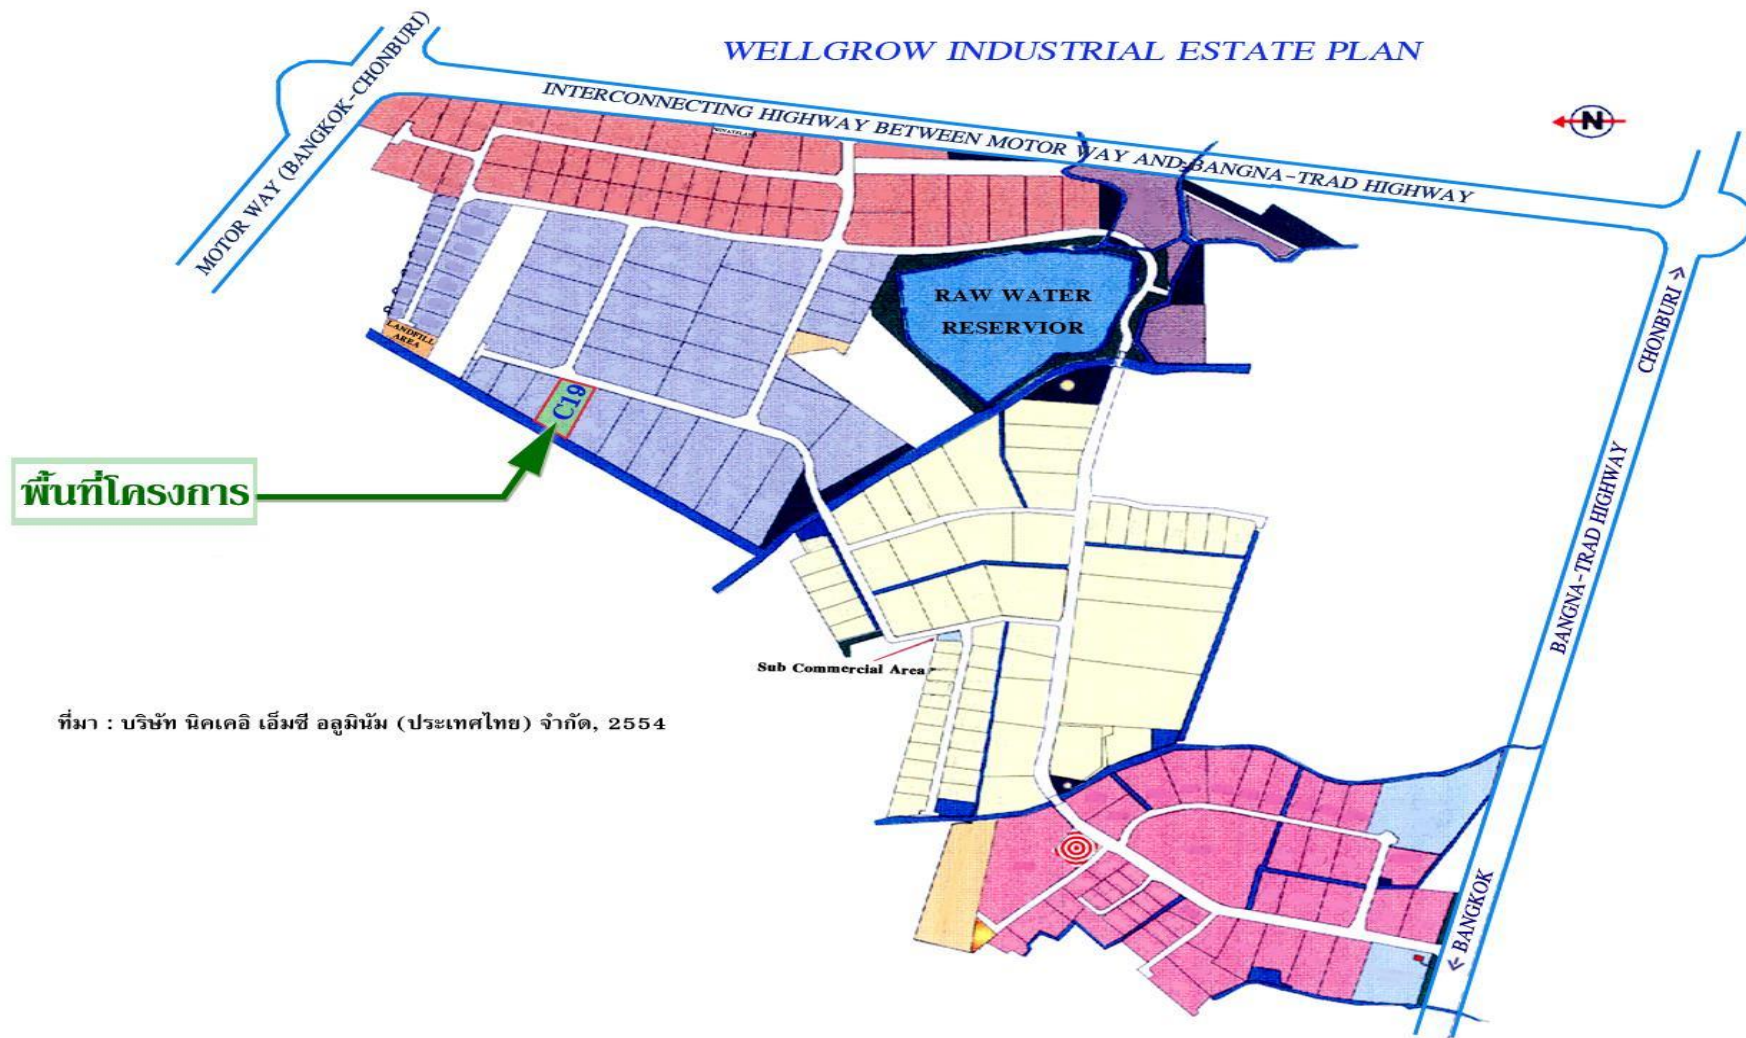 WELLGROW INDUSTRIAL ESTATE PLAN
MOTOR WAY (BANGKOK-CHONBURI)
INTERCONNECTING HIGHWAY BETWEEN MOTOR WAY AND BANGNA-TRAD HIGHWAY
N
RAW WATER
RESERVIOR
LANDFILL
AREA
C19
พื้นที่โครงการ
CHONBURI
BANGNA-TRAD HIGHWAY
BANGKOK
Sub Commercial Area
ที่มา : บริษัท นิคเคอิ เอ็มซี อลูมินัม (ประเทศไทย) จำกัด, 2554